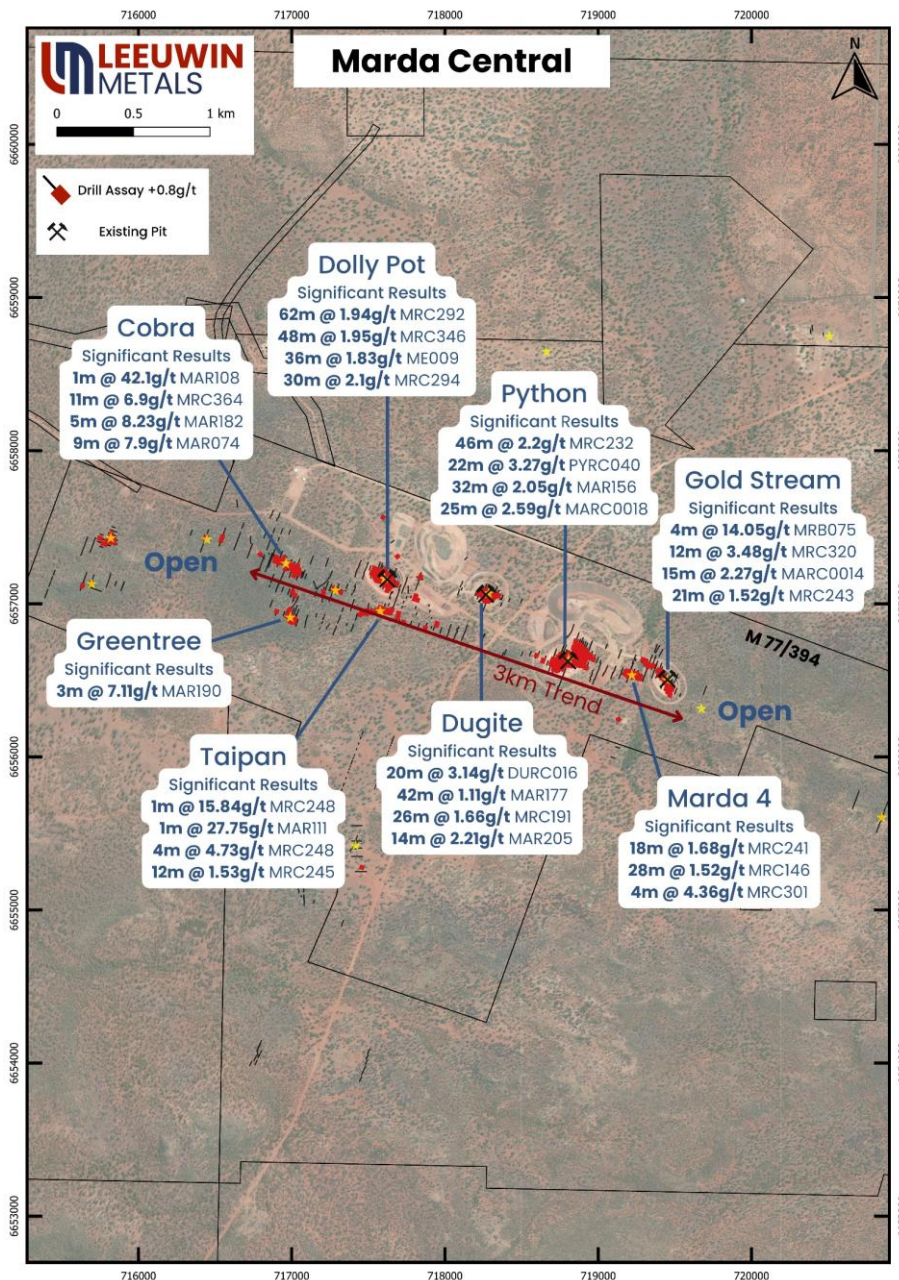 716000 717000 718000 719000 720000
LEEUWIN
METALS
0 0.5 1 km
Marda Central
N
Drill Assay +0.8g/t
Existing Pit
6660000
6659000
6658000
6657000
6656000
6655000
6654000
6653000
Dolly Pot
Significant Results
62m @ 1.94g/t MRC292
48m @ 1.95g/t MRC346
36m @ 1.83g/t ME009
30m @ 2.1g/t MRC294
Cobra
Significant Results
1m @ 42.1g/t MAR108
11m @ 6.9g/t MRC364
5m @ 8.23g/t MAR182
9m @ 7.9g/t MAR074
Python
Significant Results
46m @ 2.2g/t MRC232
22m @ 3.27g/t PYRC040
32m @ 2.05g/t MAR156
25m @ 2.59g/t MARC0018
Gold Stream
Significant Results
4m @ 14.05g/t MRB075
12m @ 3.48g/t MRC320
15m @ 2.27g/t MARC0014
21m @ 1.52g/t MRC243
Open
Greentree
Significant Results
3m @ 7.11g/t MAR190
M 77/394
3km Trend
Open
Taipan
Significant Results
1m @ 15.84g/t MRC248
1m @ 27.75g/t MAR111
4m @ 4.73g/t MRC248
12m @ 1.53g/t MRC245
Dugite
Significant Results
20m @ 3.14g/t DURC016
42m @ 1.11g/t MAR177
26m @ 1.66g/t MRC191
14m @ 2.21g/t MAR205
Marda 4
Significant Results
18m @ 1.68g/t MRC241
28m @ 1.52g/t MRC146
4m @ 4.36g/t MRC301
716000 717000 718000 719000 720000